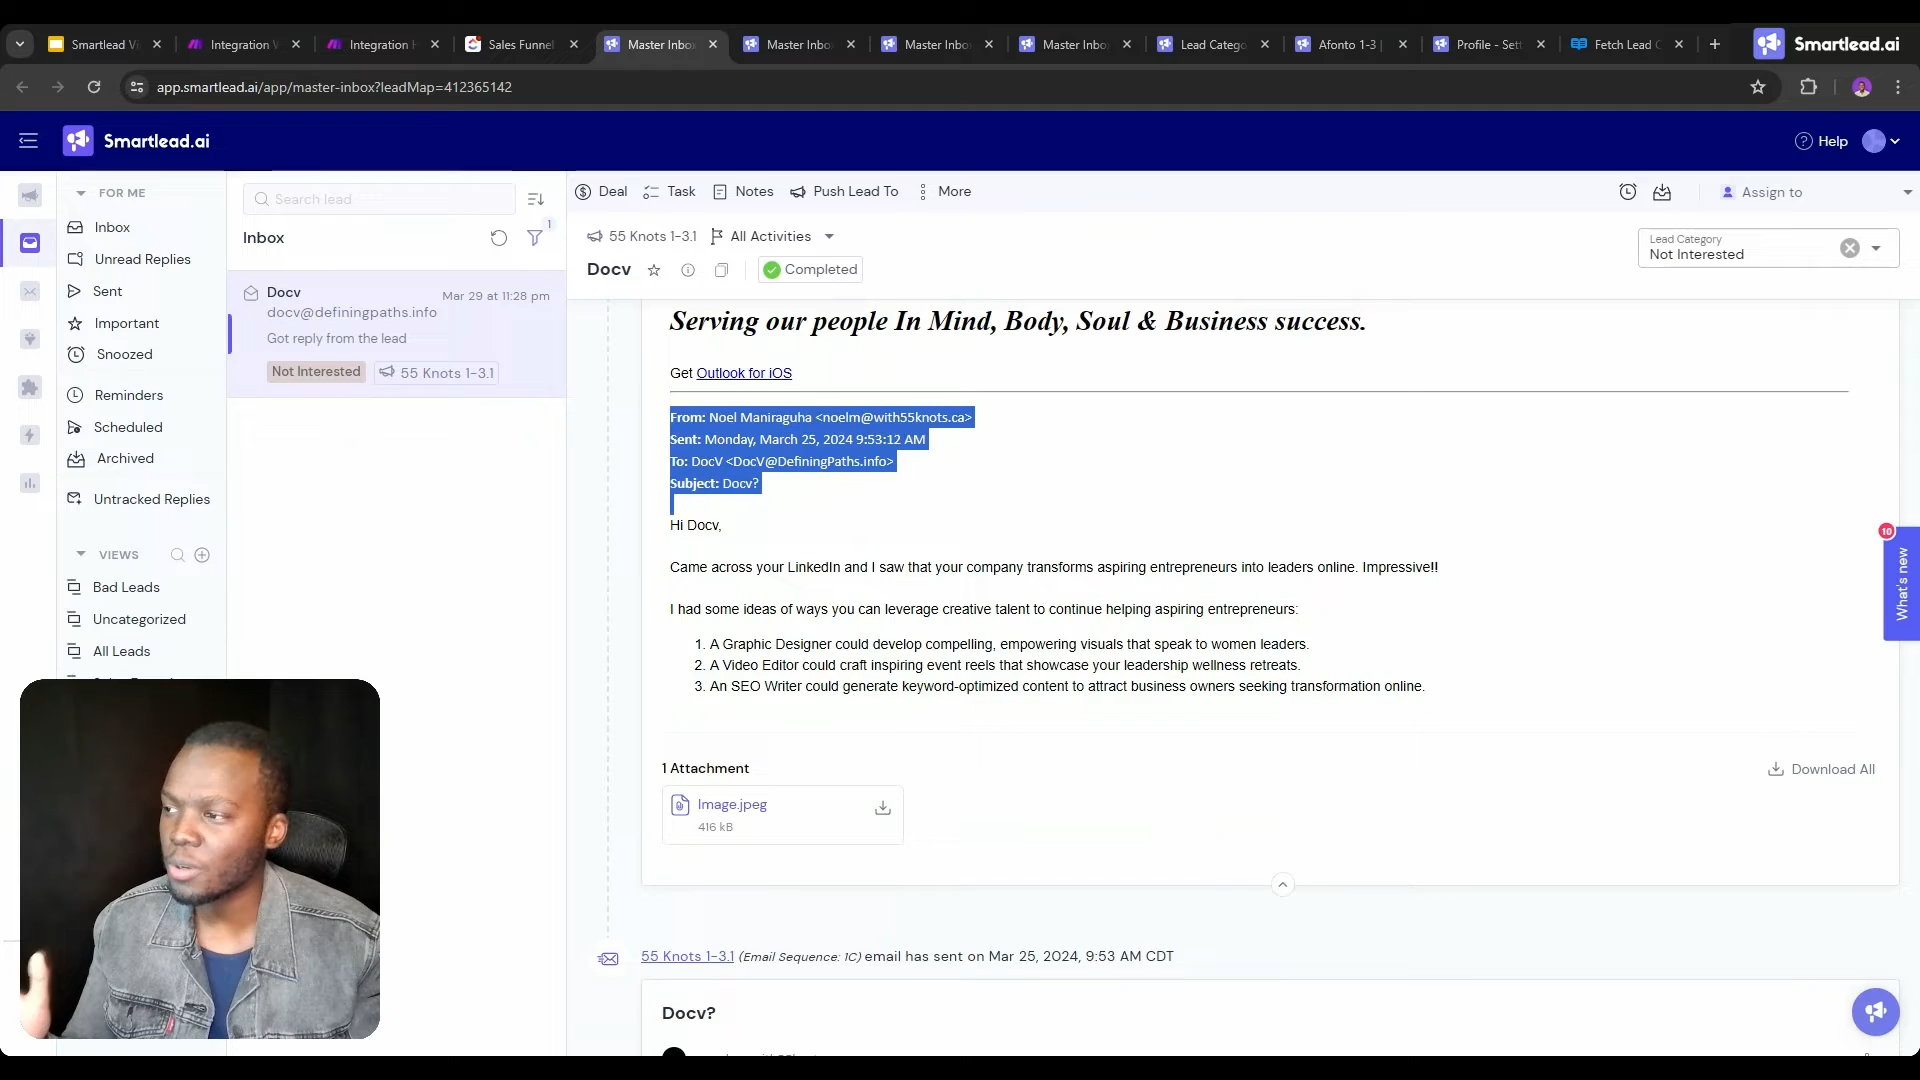 Smartlead Vi
Integration
Integration
Sales Funnel
Master Inbo
Master Inbo
Master Inbo
Master Inbo
Lead Catego
Afonto 1-3 |
Profile - Sett
Fetch Lead
Smartlead.ai
app.smartlead.ai/app/master-inbox?leadMap=412365142
Smartlead.ai
Help
FOR ME
Inbox
Unread Replies
Sent
Important
Snoozed
Reminders
Scheduled
Archived
Untracked Replies
VIEWS
Bad Leads
Uncategorized
All Leads
Search lead
Inbox
1
Docv
Mar 29 at 11:28 pm
docv@definingpaths.info
Got reply from the lead
Not Interested
55 Knots 1-3.1
Deal
Task
Notes
Push Lead To
More
Assign to
55 Knots 1-3.1
All Activities
Docv
Completed
Lead Category
Not Interested
Serving our people In Mind, Body, Soul & Business success.
Get Outlook for iOS
From: Noel Maniraguha <noelm@with55knots.ca>
Sent: Monday, March 25, 2024 9:53:12 AM
To: DocV <DocV@DefiningPaths.info>
Subject: Docv?
Hi Docv,
Came across your LinkedIn and I saw that your company transforms aspiring entrepreneurs into leaders online. Impressive!!
I had some ideas of ways you can leverage creative talent to continue helping aspiring entrepreneurs:
1. A Graphic Designer could develop compelling, empowering visuals that speak to women leaders.
2. A Video Editor could craft inspiring event reels that showcase your leadership wellness retreats.
3. An SEO Writer could generate keyword-optimized content to attract business owners seeking transformation online.
1 Attachment
Download All
Image.jpeg
416 kB
10
What's new
55 Knots 1-3.1 (Email Sequence: 1C) email has sent on Mar 25, 2024, 9:53 AM CDT
Docv?